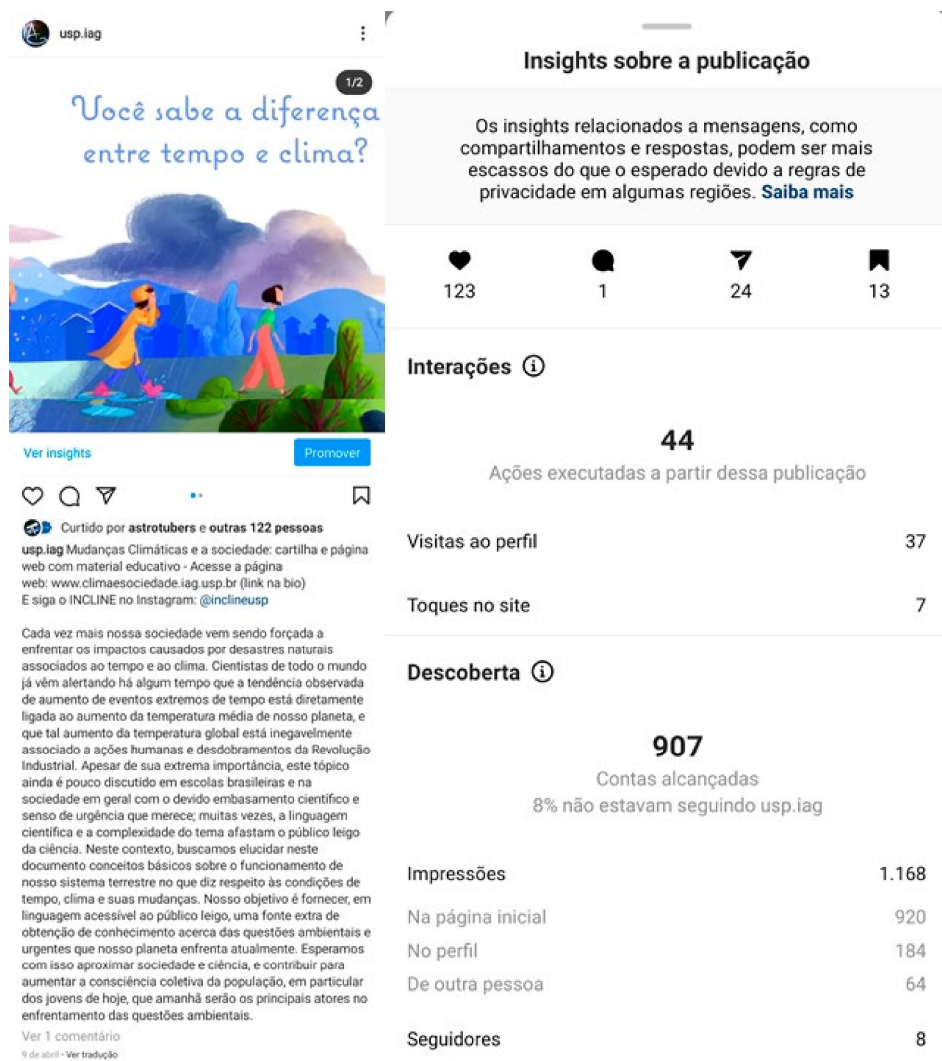 usp.iag
1/2
Você sabe a diferença
entre tempo e clima?
Ver insights
Promover
Curtido por astrotubers e outras 122 pessoas
usp.iag Mudanças Climáticas e a sociedade: cartilha e página
web com material educativo - Acesse a página
web: www.climaesociedade.iag.usp.br (link na bio)
E siga o INCLINE no Instagram: @inclineusp
Cada vez mais nossa sociedade vem sendo forçada a
enfrentar os impactos causados por desastres naturais
associados ao tempo e ao clima. Cientistas de todo o mundo
já vêm alertando há algum tempo que a tendência observada
de aumento de eventos extremos de tempo está diretamente
ligada ao aumento da temperatura média de nosso planeta, e
que tal aumento da temperatura global está inegavelmente
associado a ações humanas e desdobramentos da Revolução
Industrial. Apesar de sua extrema importância, este tópico
ainda é pouco discutido em escolas brasileiras e na
sociedade em geral com o devido embasamento científico e
senso de urgência que merece; muitas vezes, a linguagem
científica e a complexidade do tema afastam o público leigo
da ciência. Neste contexto, buscamos elucidar neste
documento conceitos básicos sobre o funcionamento de
nosso sistema terrestre no que diz respeito às condições de
tempo, clima e suas mudanças. Nosso objetivo é fornecer, em
linguagem acessível ao público leigo, uma fonte extra de
obtenção de conhecimento acerca das questões ambientais e
urgentes que nosso planeta enfrenta atualmente. Esperamos
com isso aproximar sociedade e ciência, e contribuir para
aumentar a consciência coletiva da população, em particular
dos jovens de hoje, que amanhã serão os principais atores no
enfrentamento das questões ambientais.
Ver 1 comentário
9 de abril • Ver tradução
Insights sobre a publicação
Os insights relacionados a mensagens, como
compartilhamentos e respostas, podem ser mais
escassos do que o esperado devido a regras de
privacidade em algumas regiões. Saiba mais
123 1 24 13
Interações
44
Ações executadas a partir dessa publicação
Visitas ao perfil 37
Toques no site 7
Descoberta
907
Contas alcançadas
8% não estavam seguindo usp.iag
Impressões 1.168
Na página inicial 920
No perfil 184
De outra pessoa 64
Seguidores 8